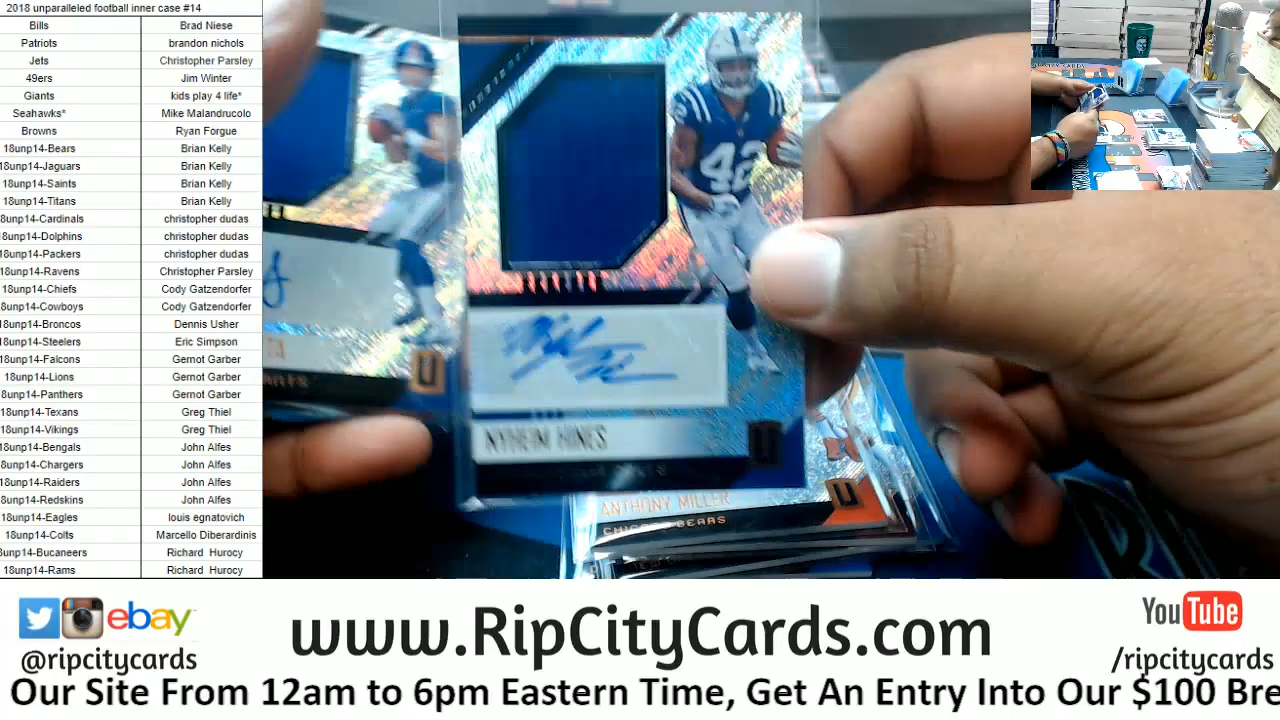 2018 unparalleled football inner case #14
Bills Brad Niese
Patriots brandon nichols
Jets Christopher Parsley
49ers Jim Winter
Giants kids play 4 life*
Seahawks* Mike Malandrucolo
Browns Ryan Forgue
18unp14-Bears Brian Kelly
18unp14-Jaguars Brian Kelly
18unp14-Saints Brian Kelly
18unp14-Titans Brian Kelly
8unp14-Cardinals christopher dudas
18unp14-Dolphins christopher dudas
18unp14-Packers christopher dudas
18unp14-Ravens Christopher Parsley
18unp14-Chiefs Cody Gatzendorfer
18unp14-Cowboys Cody Gatzendorfer
18unp14-Broncos Dennis Usher
18unp14-Steelers Eric Simpson
18unp14-Falcons Gernot Garber
18unp14-Lions Gernot Garber
18unp14-Panthers Gernot Garber
18unp14-Texans Greg Thiel
18unp14-Vikings Greg Thiel
18unp14-Bengals John Alfes
8unp14-Chargers John Alfes
18unp14-Raiders John Alfes
8unp14-Redskins John Alfes
18unp14-Eagles louis egnatovich
18unp14-Colts Marcello Diberardinis
8unp14-Bucaneers Richard Hurocy
18unp14-Rams Richard Hurocy
42
NYHEIM HINES
U
U
ANTHONY MILLER
CHICAGO BEARS
U
ebay
@ripcitycards
www.RipCityCards.com
YouTube
/ripcitycards
Our Site From 12am to 6pm Eastern Time, Get An Entry Into Our $100 Bre